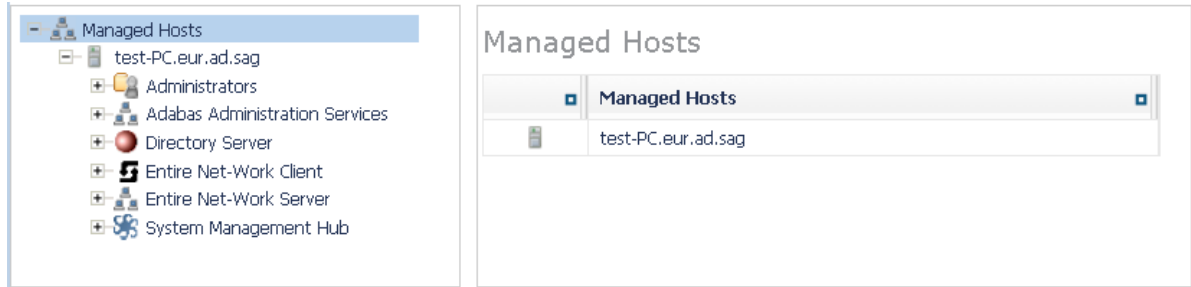 Managed Hosts
test-PC.eur.ad.sag
Administrators
Adabas Administration Services
Directory Server
Entire Net-Work Client
Entire Net-Work Server
System Management Hub
Managed Hosts
Managed Hosts
test-PC.eur.ad.sag